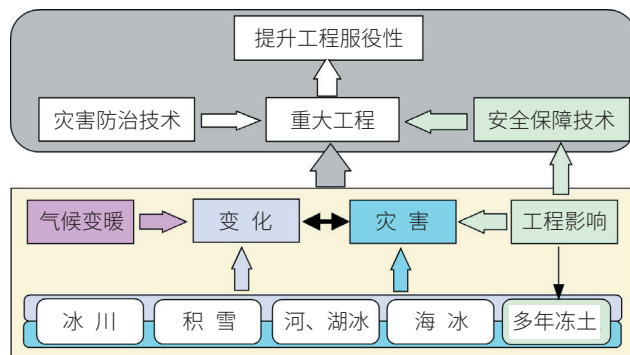 提升工程服役性
灾害防治技术
重大工程
安全保障技术
气候变暖
变 化
灾 害
工程影响
冰 川
积 雪
河、湖冰
海 冰
多年冻土